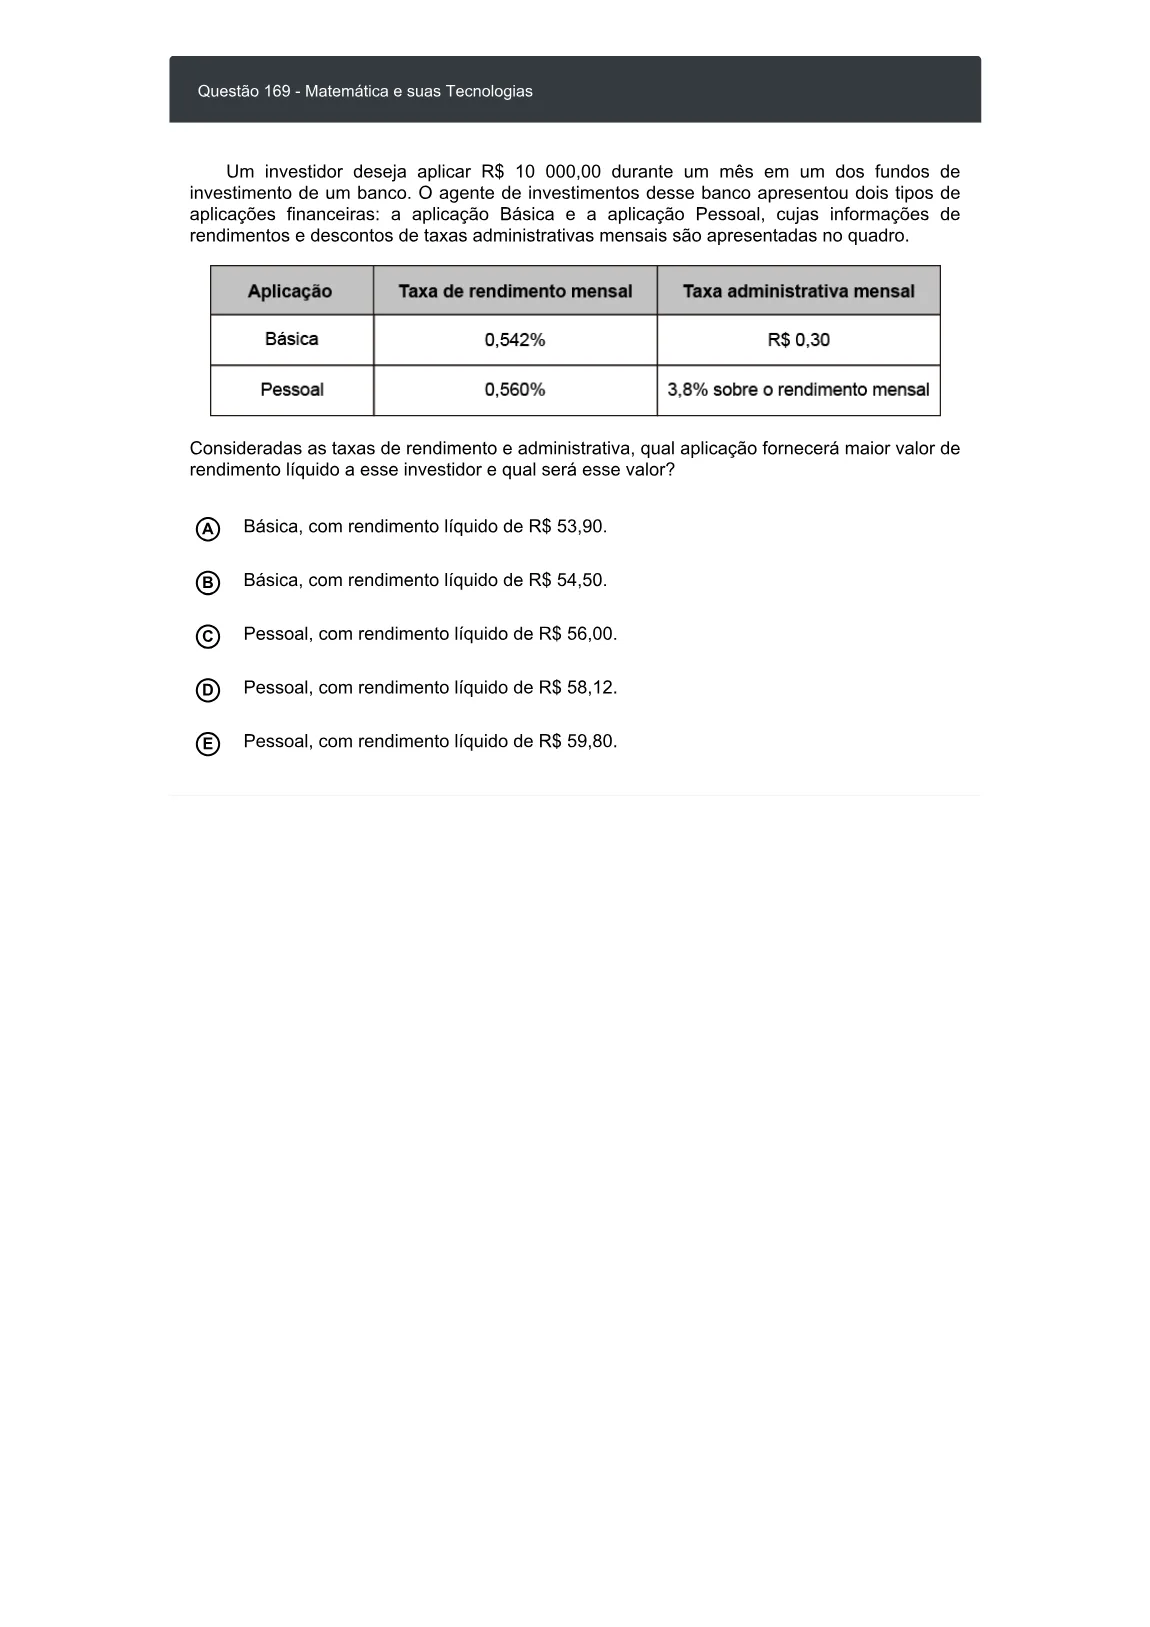 Questão 169 - Matemática e suas Tecnologias
Um investidor deseja aplicar R$ 10 000,00 durante um mês em um dos fundos de
investimento de um banco. O agente de investimentos desse banco apresentou dois tipos de
aplicações financeiras: a aplicação Básica e a aplicação Pessoal, cujas informações de
rendimentos e descontos de taxas administrativas mensais são apresentadas no quadro.
Aplicação Taxa de rendimento mensal Taxa administrativa mensal
Básica 0,542% R$ 0,30
Pessoal 0,560% 3,8% sobre o rendimento mensal
Consideradas as taxas de rendimento e administrativa, qual aplicação fornecerá maior valor de
rendimento líquido a esse investidor e qual será esse valor?
A Básica, com rendimento líquido de R$ 53,90.
B Básica, com rendimento líquido de R$ 54,50.
C Pessoal, com rendimento líquido de R$ 56,00.
D Pessoal, com rendimento líquido de R$ 58,12.
E Pessoal, com rendimento líquido de R$ 59,80.